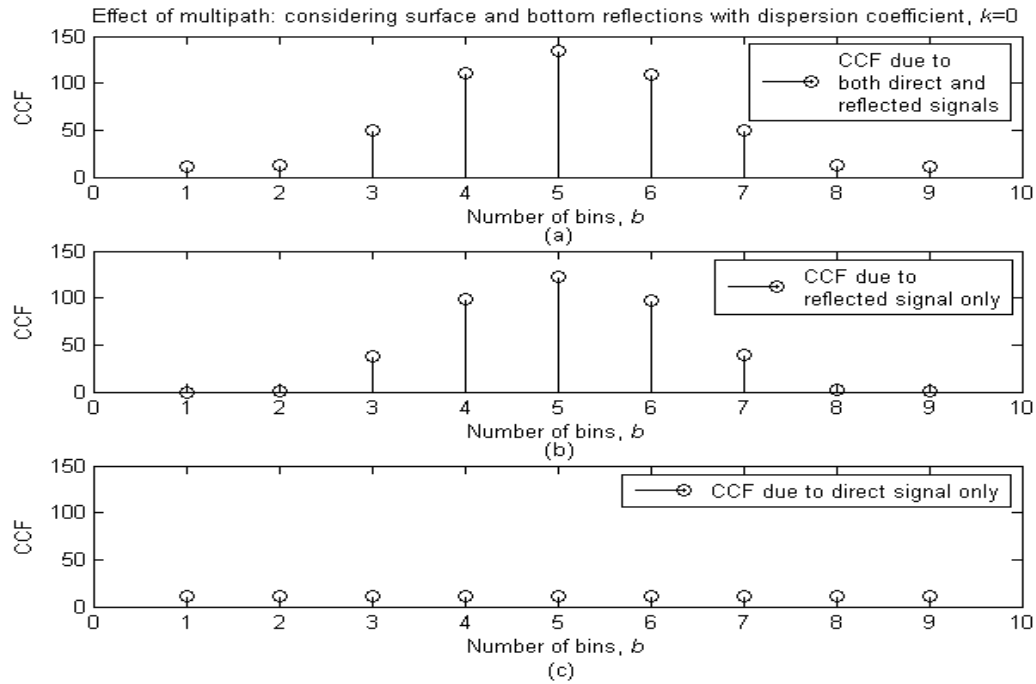 Effect of multipath: considering surface and bottom reflections with dispersion coefficient, k=0
150
100
50
0
CCF
CCF due to
both direct and
reflected signals
0 1 2 3 4 5 6 7 8 9 10
Number of bins, b
(a)
150
100
50
0
CCF
CCF due to
reflected signal only
0 1 2 3 4 5 6 7 8 9 10
Number of bins, b
(b)
150
100
50
0
CCF
CCF due to direct signal only
0 1 2 3 4 5 6 7 8 9 10
Number of bins, b
(c)